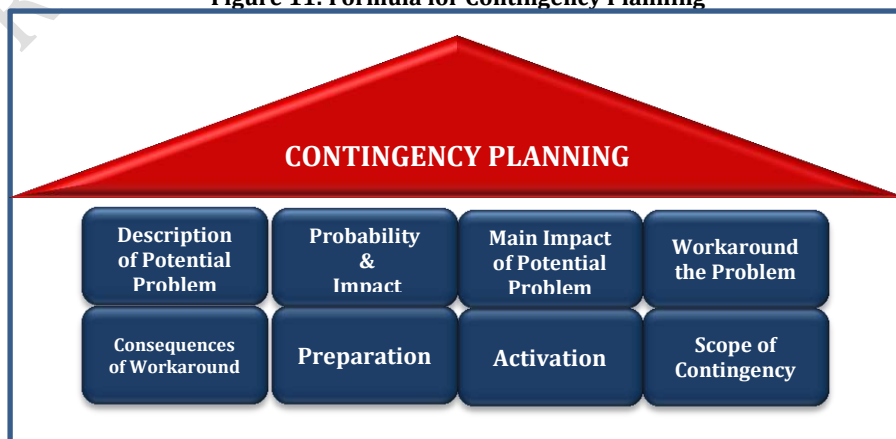 Figure 11: Formula for Contingency Planning
CONTINGENCY PLANNING
Description
of Potential
Problem
Probability
&
Impact
Main Impact
of Potential
Problem
Workaround
the Problem
Consequences
of Workaround
Preparation
Activation
Scope of
Contingency